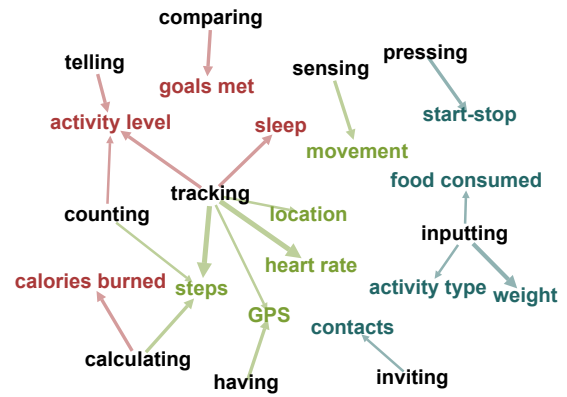 comparing
telling
sensing
pressing
goals met
start-stop
activity level
sleep
movement
food consumed
tracking
counting
location
inputting
heart rate
calories burned
steps
activity type
weight
GPS
contacts
calculating
having
inviting